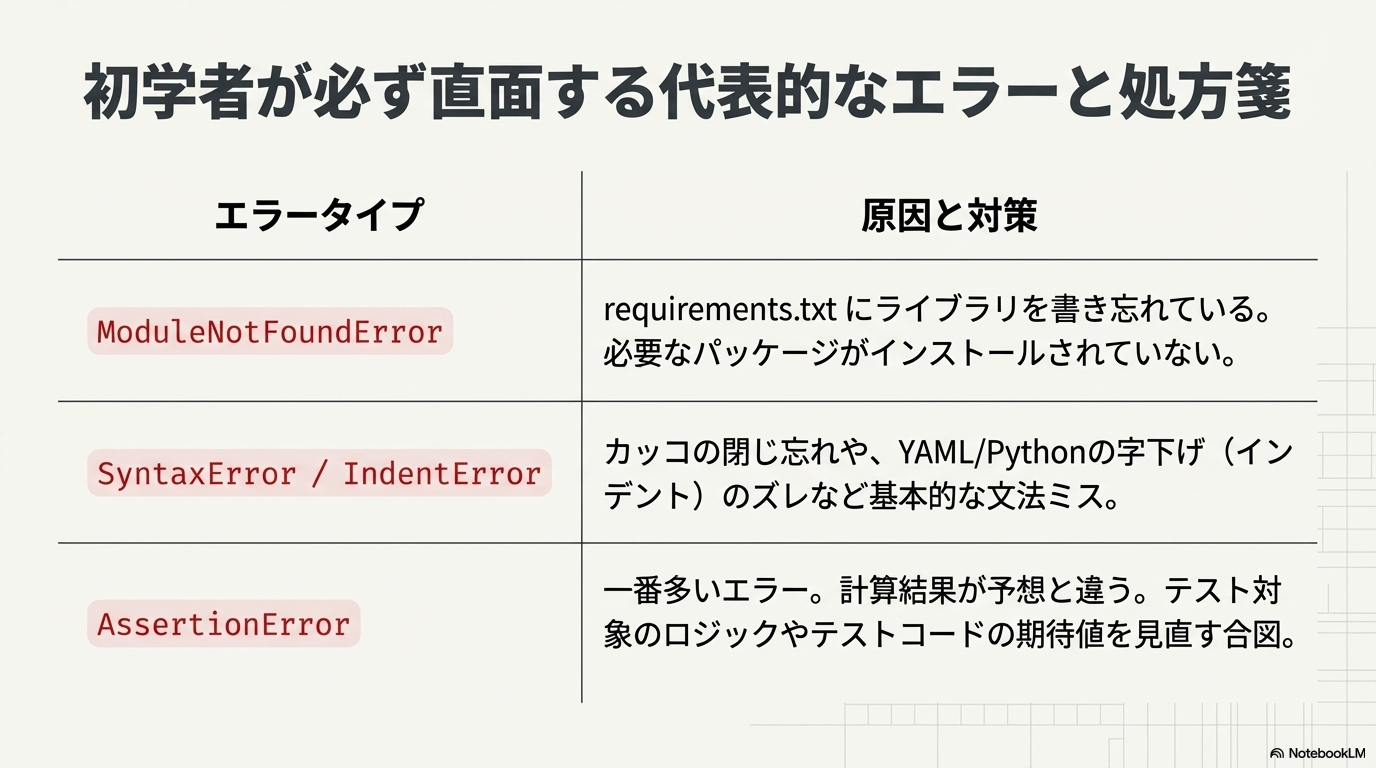 初学者が必ず直面する代表的なエラーと処方箋
エラータイプ
原因と対策
ModuleNotFoundError
requirements.txt にライブラリを書き忘れている。
必要なパッケージがインストールされていない。
SyntaxError / IndentError
カッコの閉じ忘れや、YAML/Pythonの字下げ（イン
デント）のズレなど基本的な文法ミス。
AssertionError
一番多いエラー。計算結果が予想と違う。テスト対
象のロジックやテストコードの期待値を見直す合図。
NotebookLM